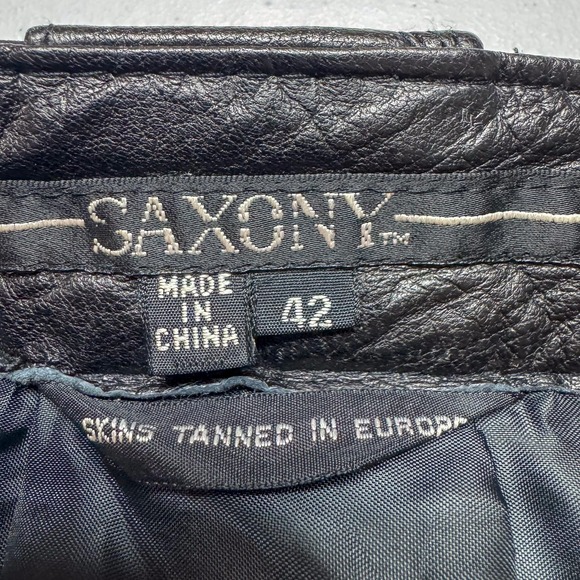 SAXONY™
MADE
IN
CHINA
42
SKINS TANNED IN EUROPE